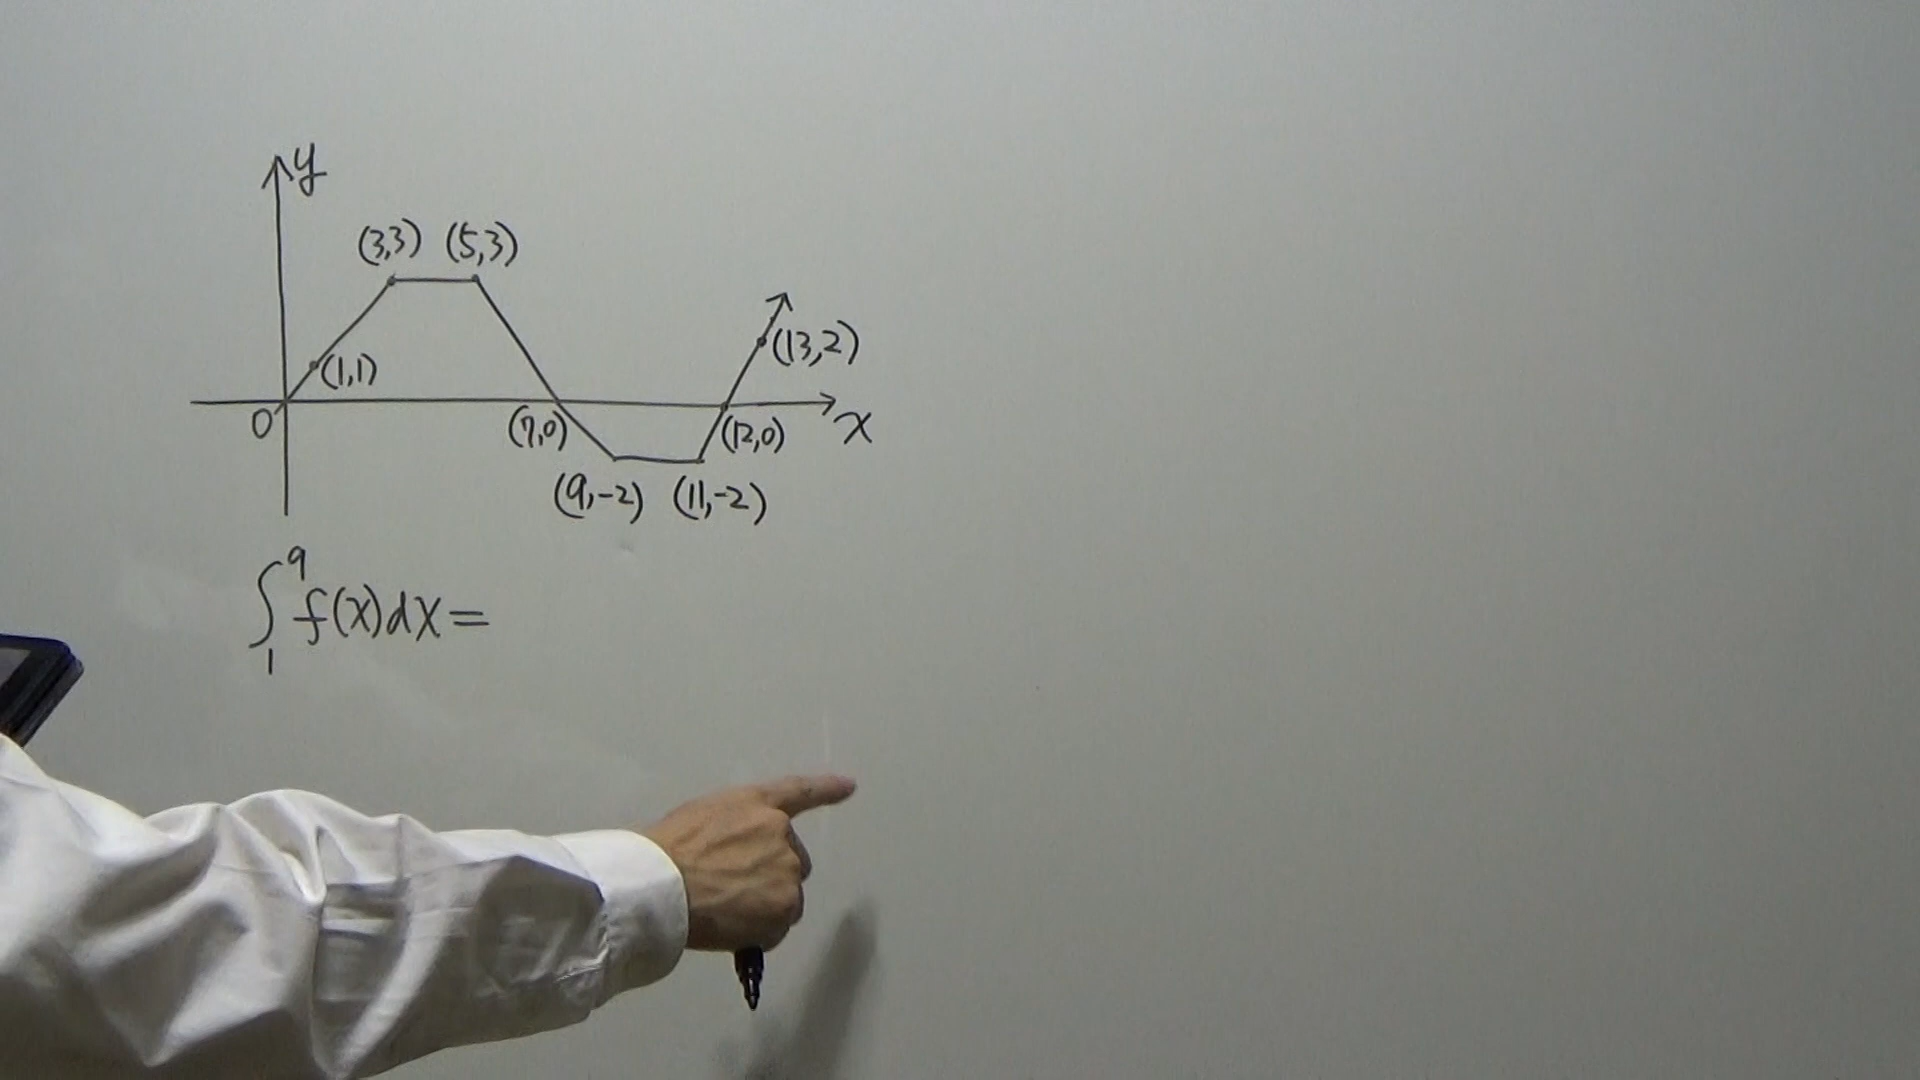 y
(3,3) (5,3)
(13,2)
(1,1)
0 (7,0) (12,0) x
(9,-2) (11,-2)
∫₁⁹ f(x)dx=